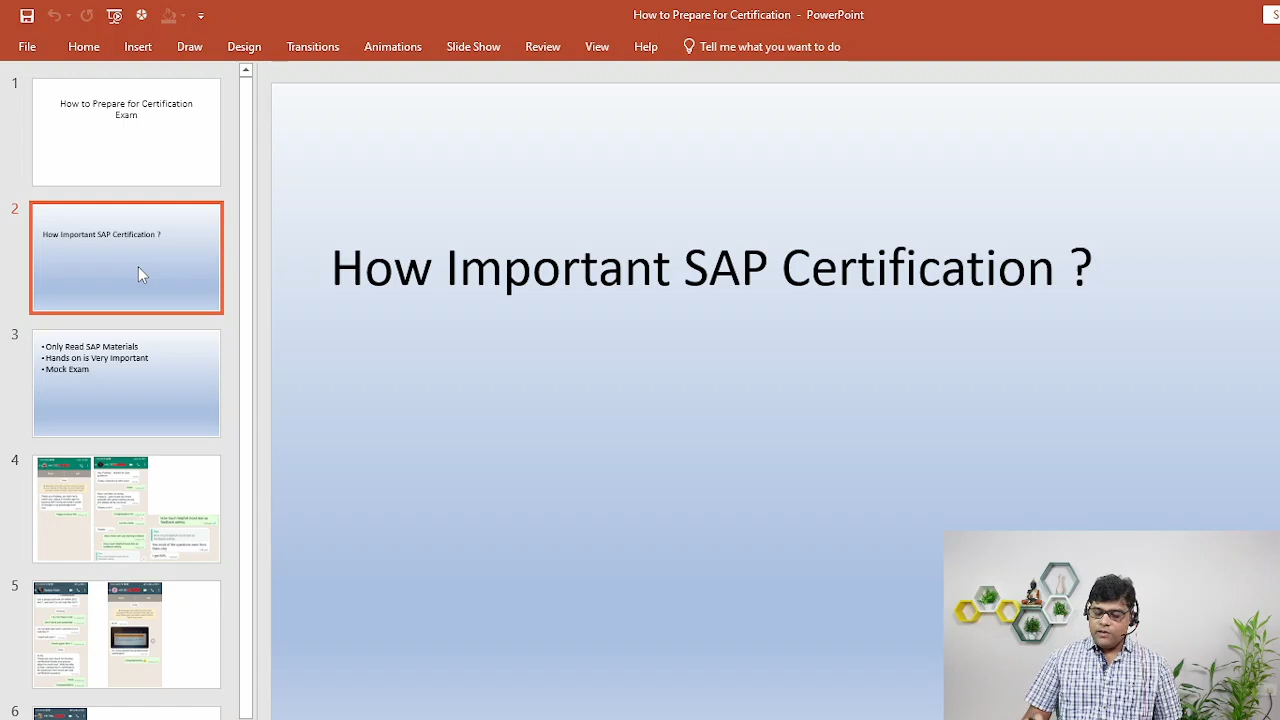 How to Prepare for Certification - PowerPoint
S
File Home Insert Draw Design Transitions Animations Slide Show Review View Help Tell me what you want to do
1
How to Prepare for Certification
Exam
2
How Important SAP Certification ?
3
• Only Read SAP Materials
• Hands on is Very Important
• Mock Exam
4
5
6
How Important SAP Certification ?